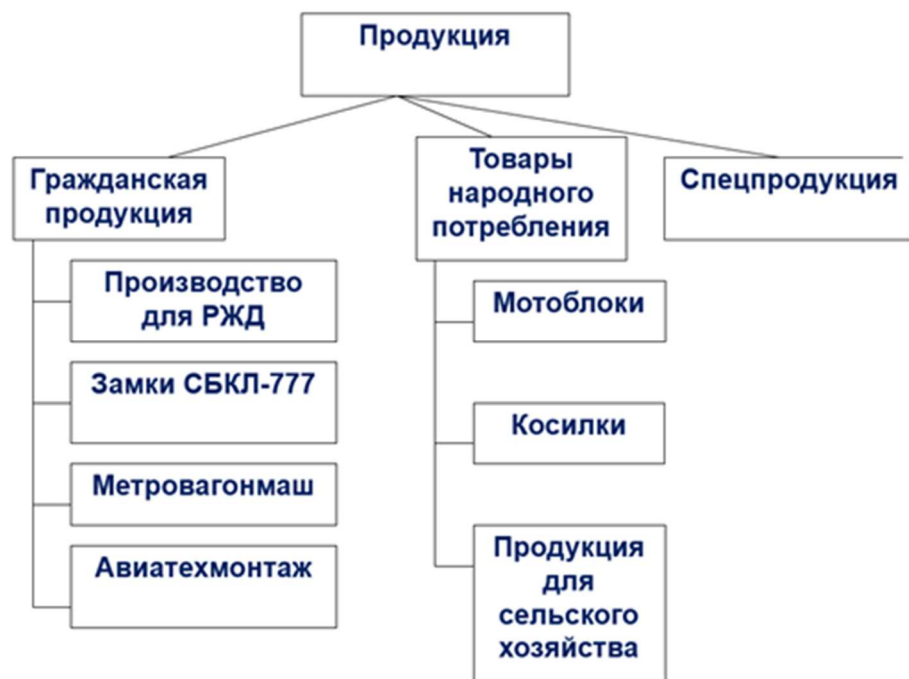 Продукция
Гражданская
продукция
Товары
народного
потребления
Спецпродукция
Производство
для РЖД
Замки СБКЛ-777
Метровагонмаш
Авиатехмонтаж
Мотоблоки
Косилки
Продукция
для
сельского
хозяйства